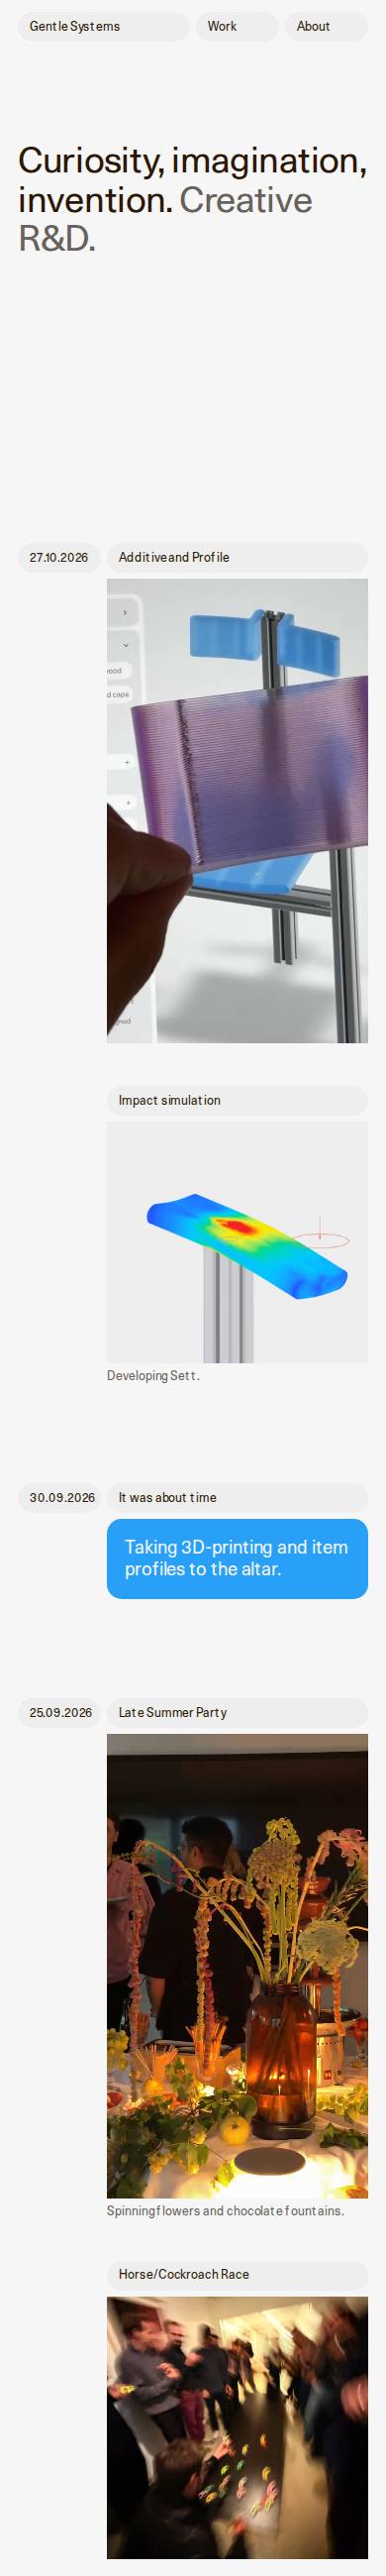 Gentle Systems
Work
About
Curiosity, imagination,
invention. Creative
R&D.
27.10.2026
Additive and Profile
ood
d caps
Impact simulation
Developing Sett.
30.09.2026
It was about time
Taking 3D-printing and item
profiles to the altar.
25.09.2026
Late Summer Party
Spinning flowers and chocolate fountains.
Horse/Cockroach Race